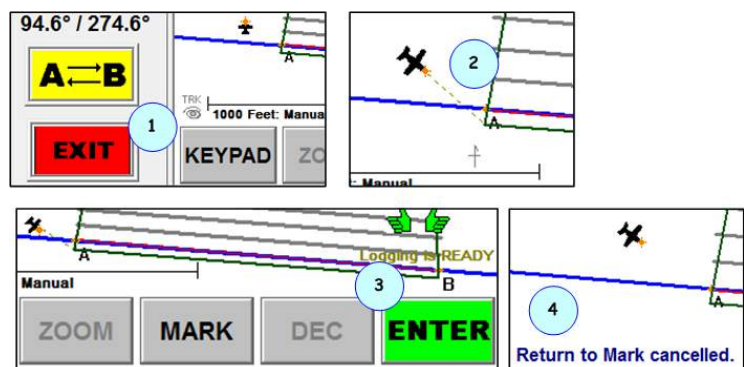 94.6° / 274.6°
A B
EXIT
1
A
TRK
1000 Feet: Manua
KEYPAD
ZO
2
A
: Manual
A
Logging is READY
B
3
Manual
ZOOM
MARK
DEC
ENTER
A
4
Return to Mark cancelled.